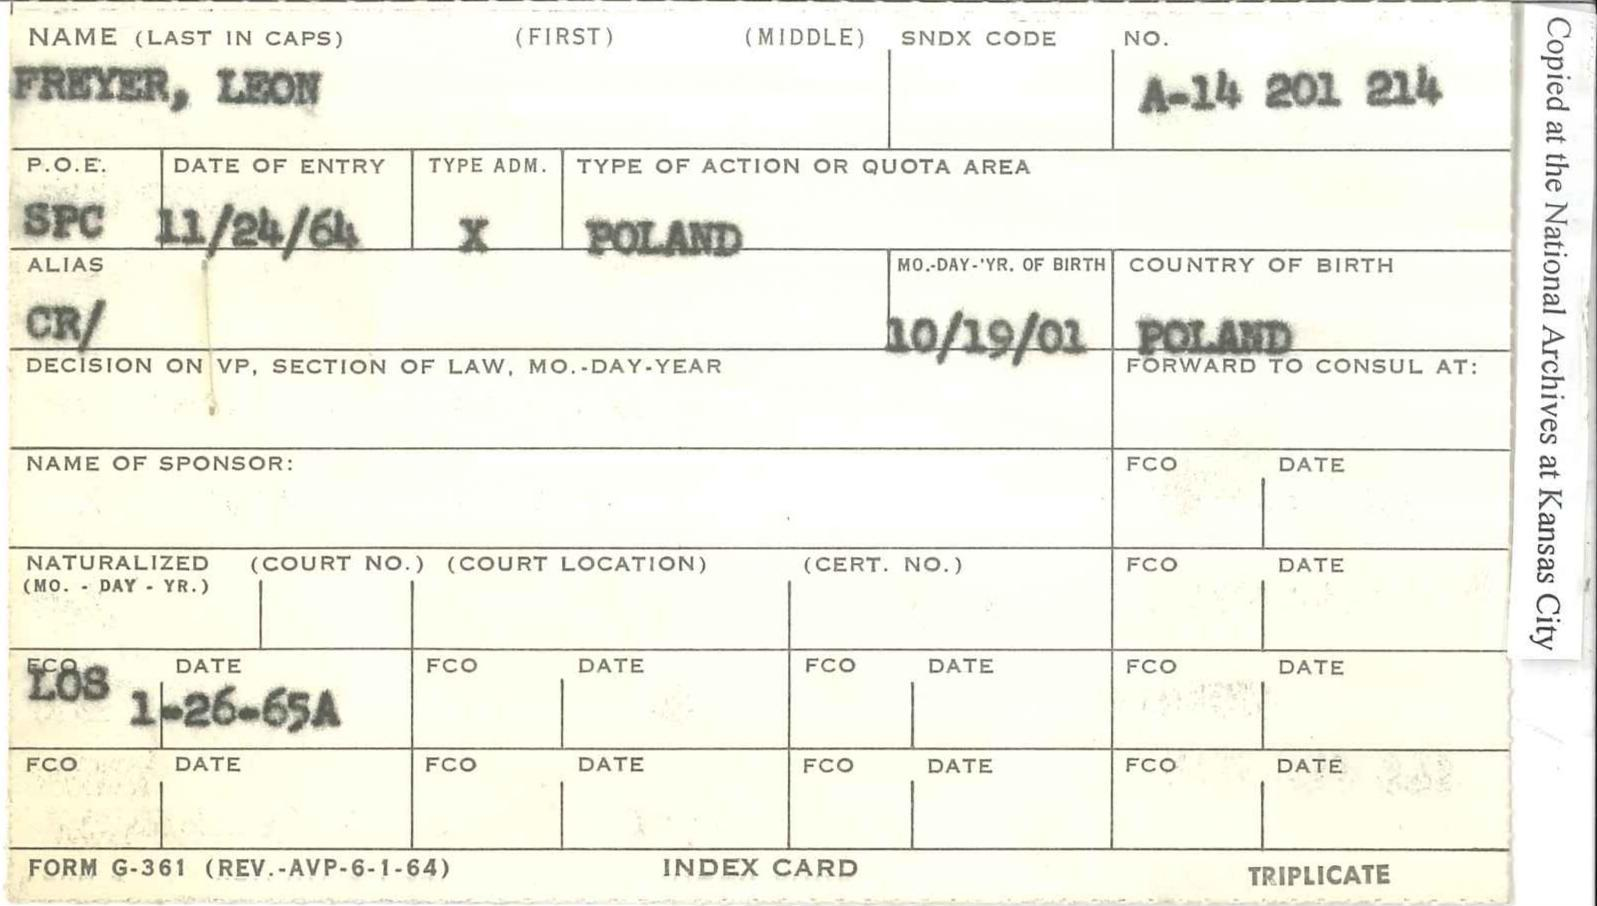 NAME (LAST IN CAPS) (FIRST) (MIDDLE) SNDX CODE NO.
FREYER, LEON A-14 201 214
P.O.E. DATE OF ENTRY TYPE ADM. TYPE OF ACTION OR QUOTA AREA
SPC 11/24/64 X POLAND
ALIAS MO.-DAY-'YR. OF BIRTH COUNTRY OF BIRTH
CR/ 10/19/01 POLAND
DECISION ON VP, SECTION OF LAW, MO.-DAY-YEAR FORWARD TO CONSUL AT:
NAME OF SPONSOR: FCO DATE
NATURALIZED (COURT NO.) (COURT LOCATION) (CERT. NO.) FCO DATE
(MO. - DAY - YR.)
FCO DATE FCO DATE FCO DATE FCO DATE
LOS 1-26-65A
FCO DATE FCO DATE FCO DATE FCO DATE
FORM G-361 (REV.-AVP-6-1-64) INDEX CARD TRIPLICATE
Copied at the National Archives at Kansas City